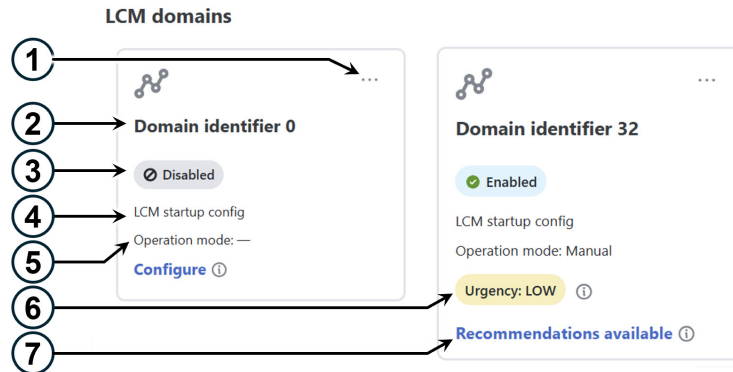 LCM domains
1
...
...
2
Domain identifier 0
Domain identifier 32
3
Disabled
Enabled
4
LCM startup config
LCM startup config
5
Operation mode: —
Operation mode: Manual
Configure
6
Urgency: LOW
7
Recommendations available